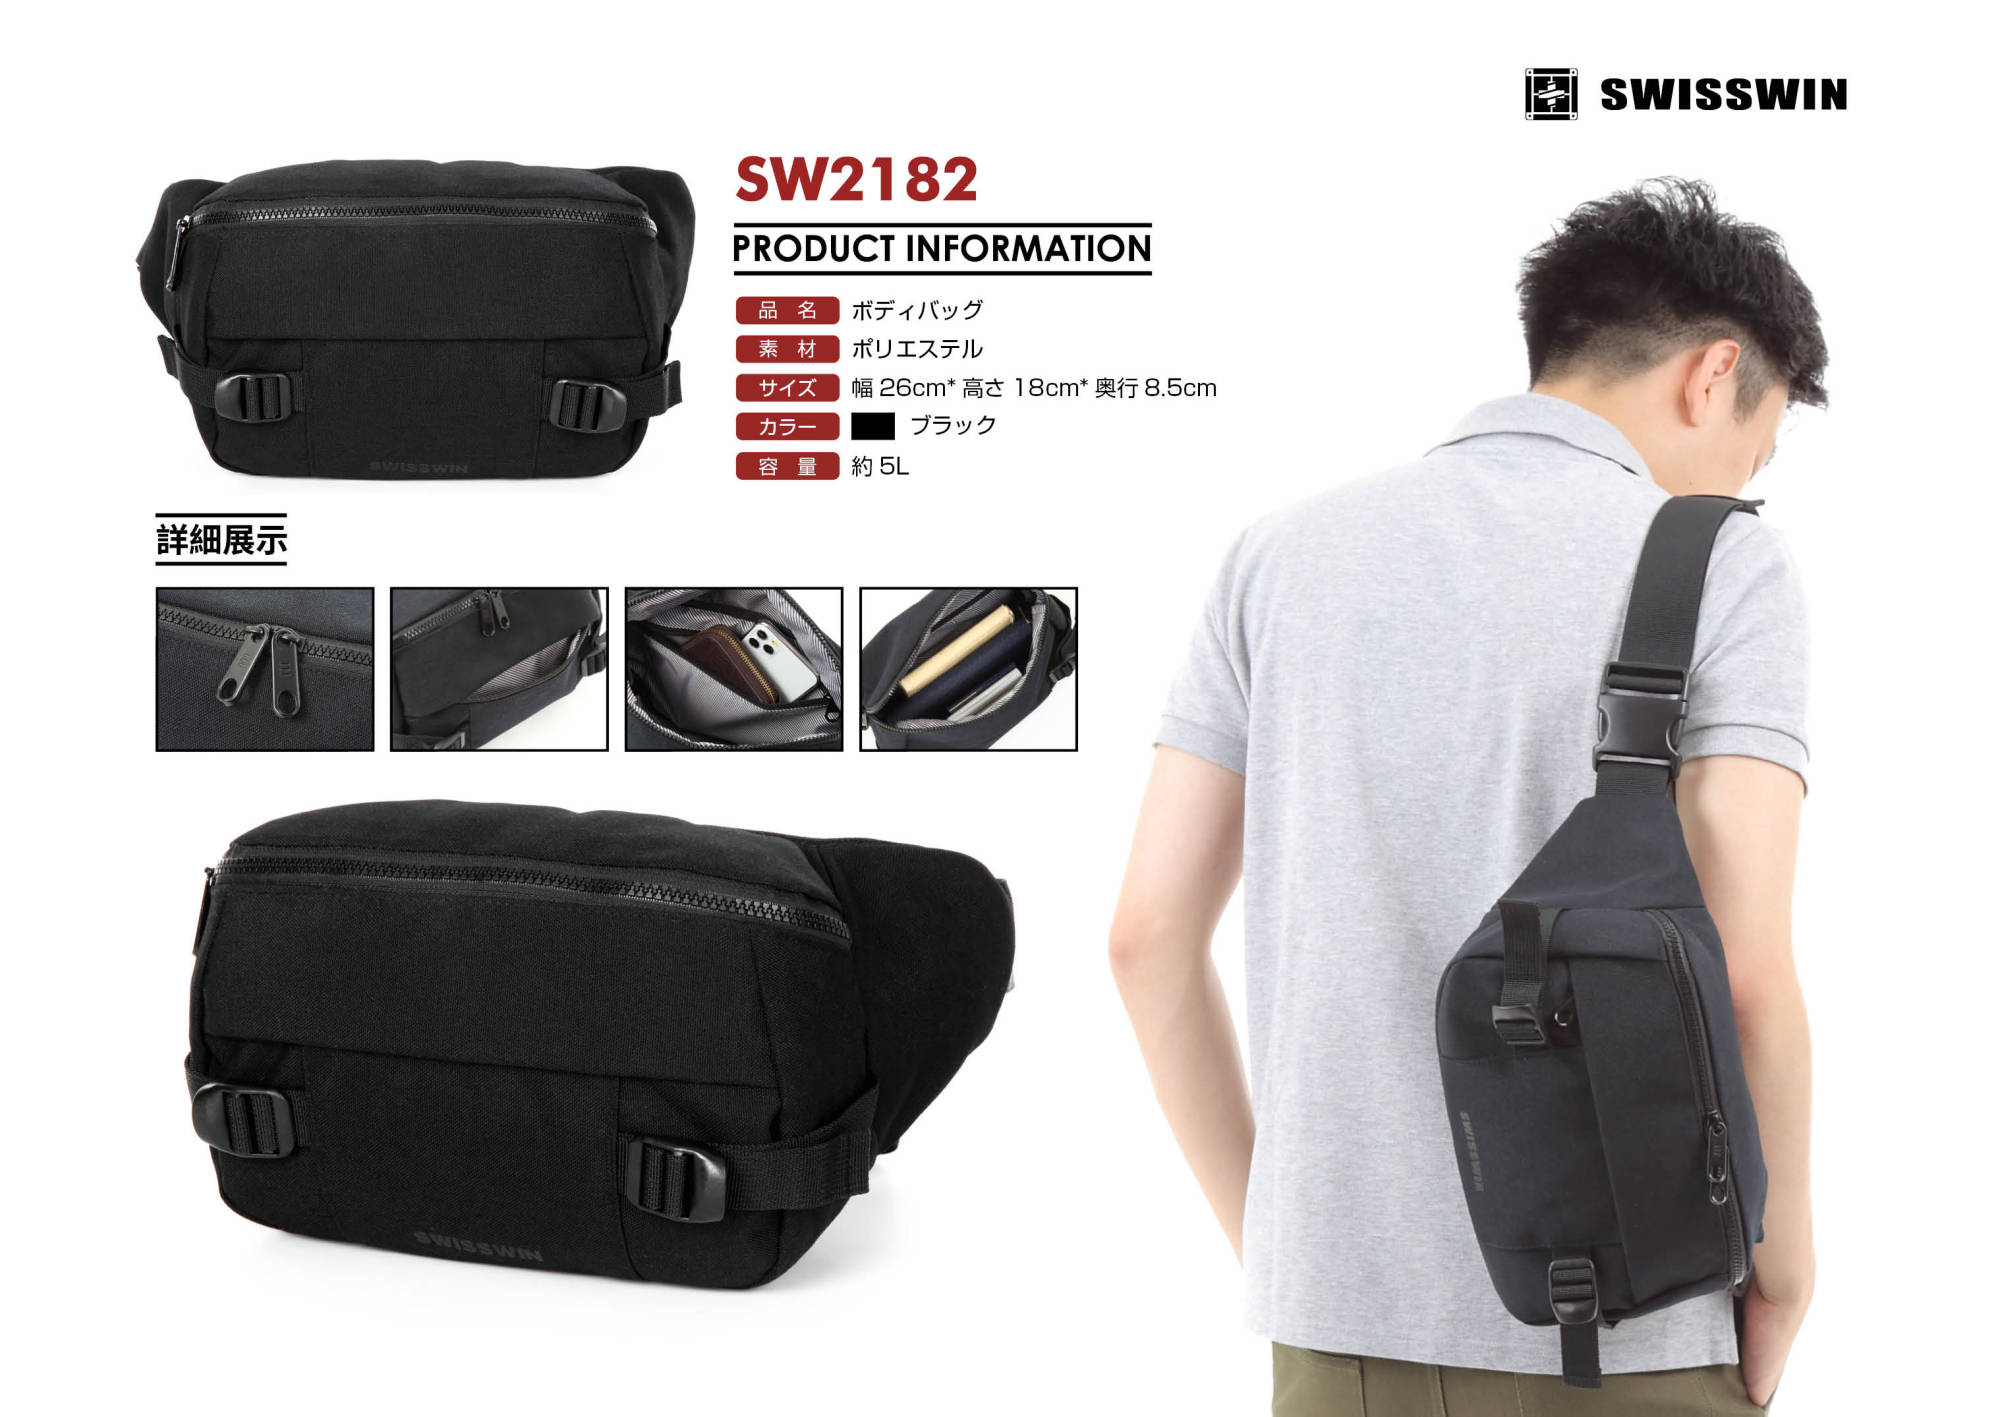 SWISSWIN
SW2182
PRODUCT INFORMATION
品 名 ボディバッグ
素 材 ポリエステル
サイズ 幅 26cm* 高さ 18cm* 奥行 8.5cm
カラー ブラック
容 量 約 5L
SWISSWIN
詳細展示
SWISSWIN
SWISSWIN